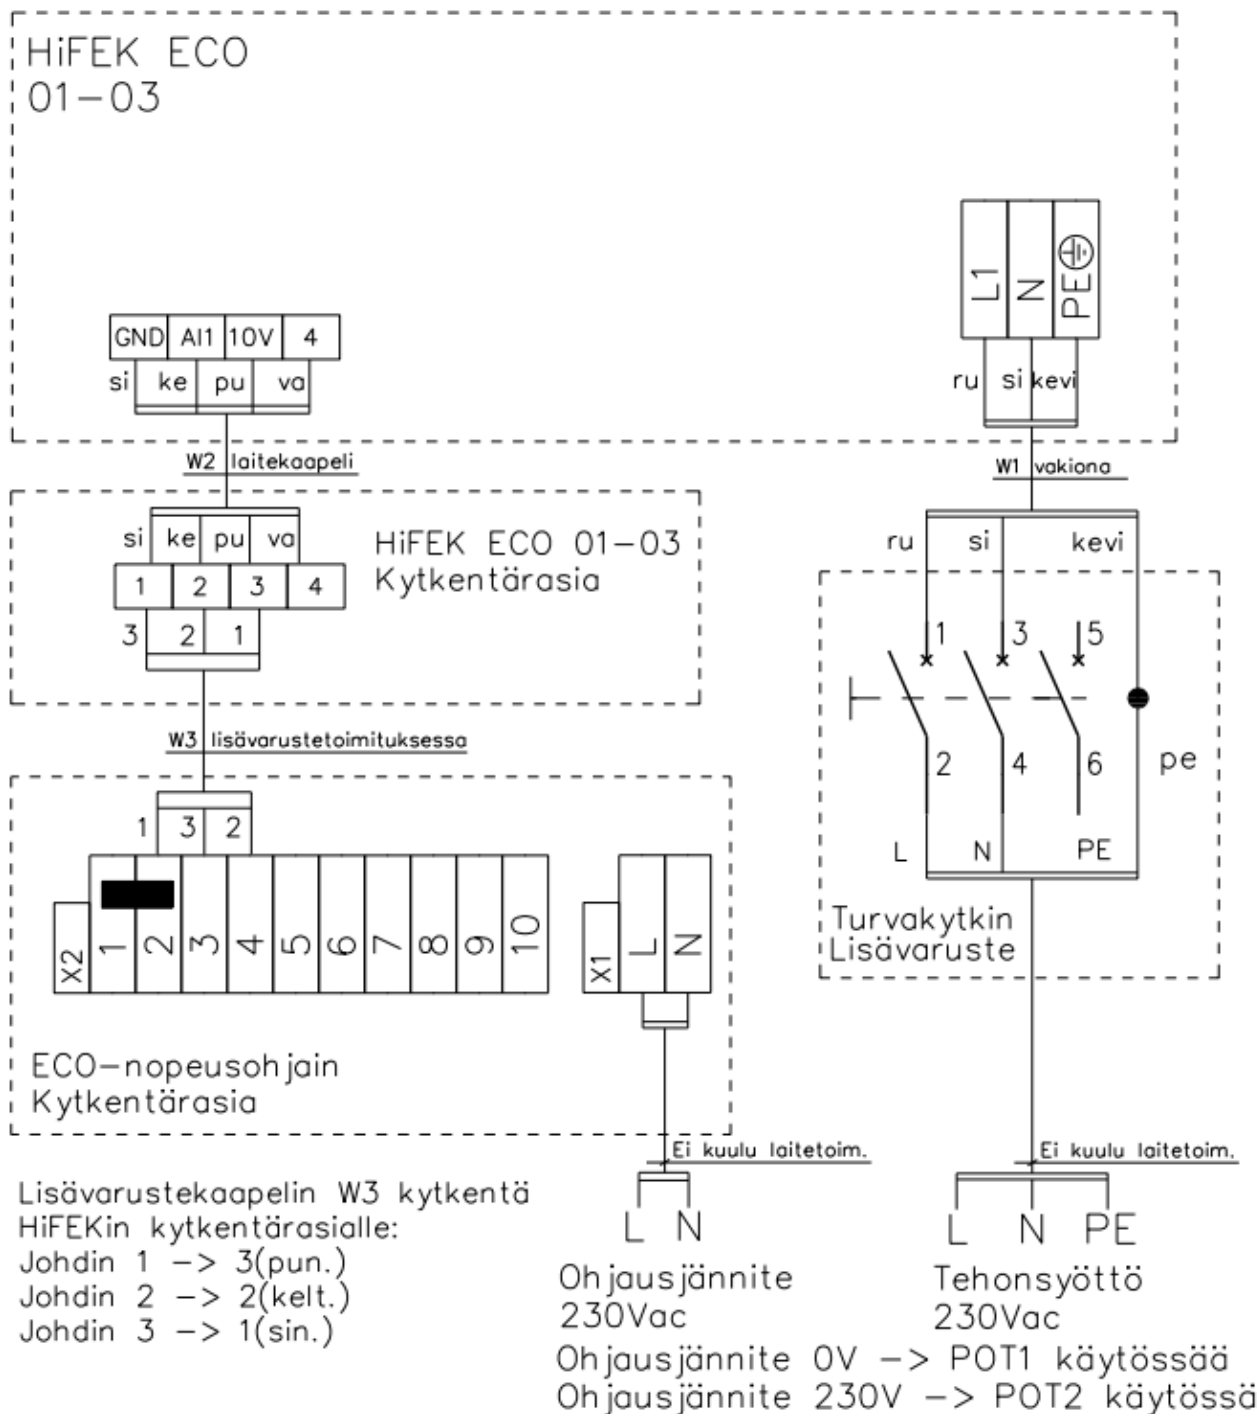 HiFEK ECO
01-03
L1 N PE
GND AI1 10V 4
si ke pu va
ru si kevi
W2 laitekaapeli
W1 vakiona
si ke pu va
1 2 3 4
3 2 1
HiFEK ECO 01-03
Kytkentärasia
ru si kevi
1 3 5
2 4 6
pe
L N PE
Turvakytkin
Lisävaruste
W3 lisävarustetoimituksessa
1 3 2
X2 1 2 3 4 5 6 7 8 9 10
X1 L N
ECO-nopeusohjain
Kytkentärasia
Ei kuulu laitetoim.
Ei kuulu laitetoim.
Lisävarustekaapelin W3 kytkentä
HiFEKin kytkentärasialle:
Johdin 1 -> 3(pun.)
Johdin 2 -> 2(kelt.)
Johdin 3 -> 1(sin.)
L N
Ohjausjännite
230Vac
L N PE
Tehonsyöttö
230Vac
Ohjausjännite 0V -> POT1 käytössää
Ohjausjännite 230V -> POT2 käytössä